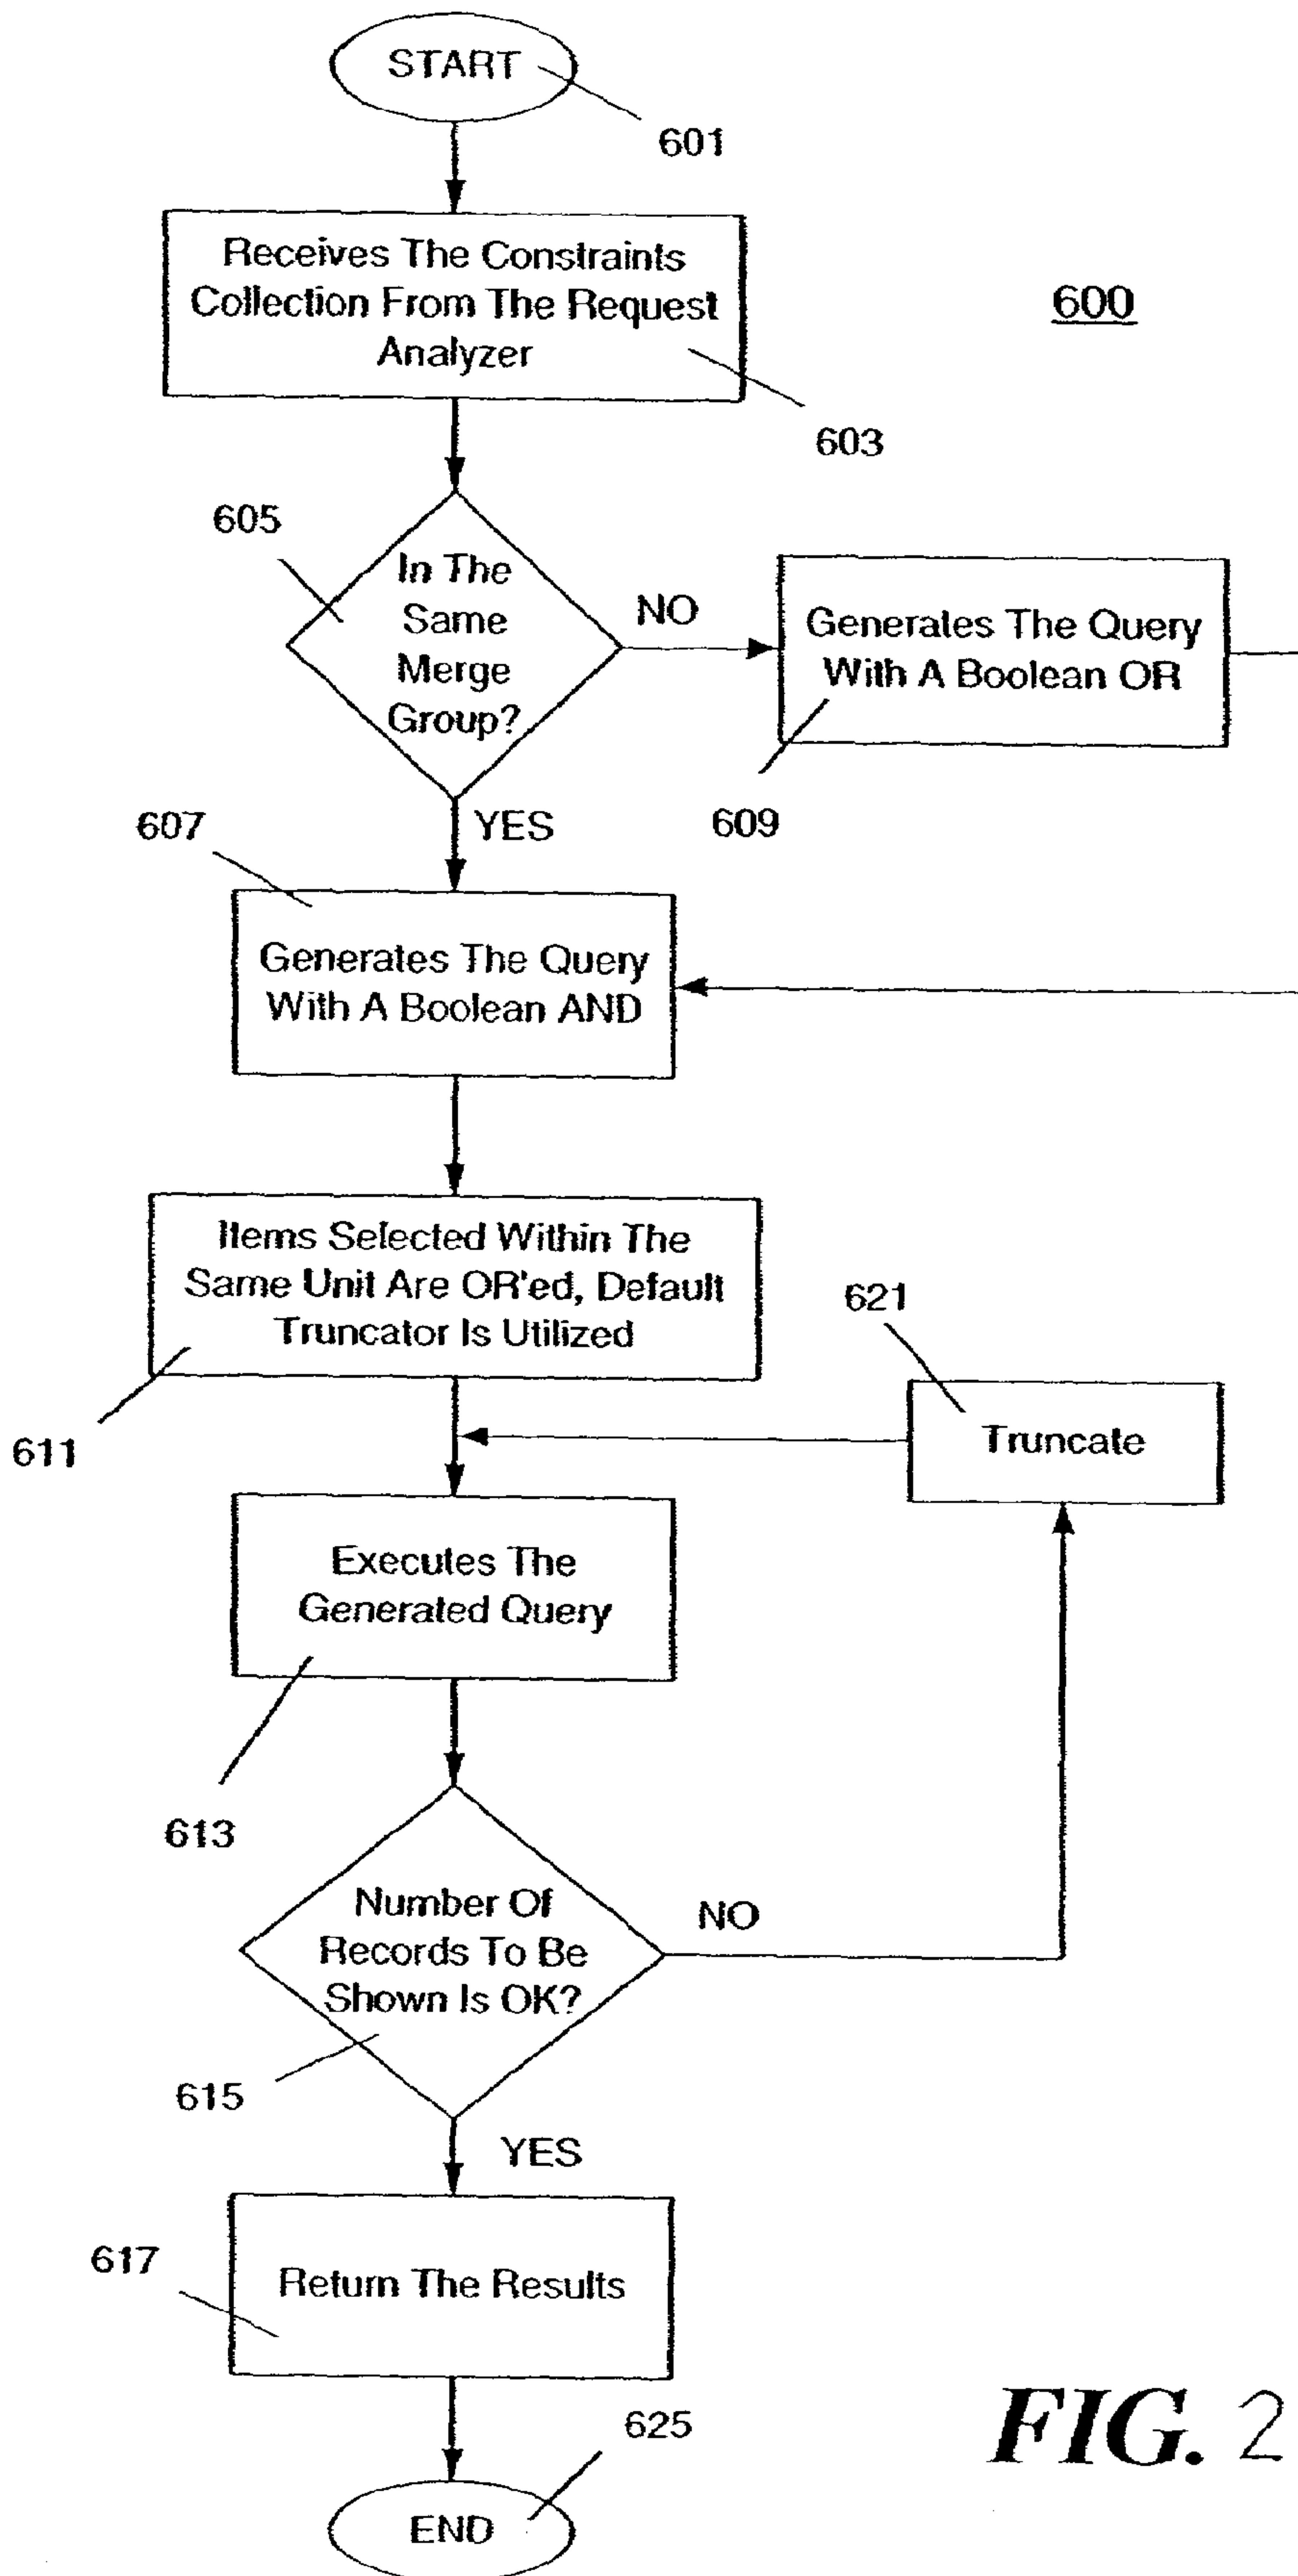 START
601
Receives The Constraints
Collection From The Request
Analyzer
600
603
605
In The
Same
Merge
Group?
NO
Generates The Query
With A Boolean OR
609
YES
607
Generates The Query
With A Boolean AND
Items Selected Within The
Same Unit Are OR'ed, Default
Truncator Is Utilized
611
621
Truncate
Executes The
Generated Query
613
Number Of
Records To Be
Shown Is OK?
NO
615
YES
617
Return The Results
625
END
FIG. 2